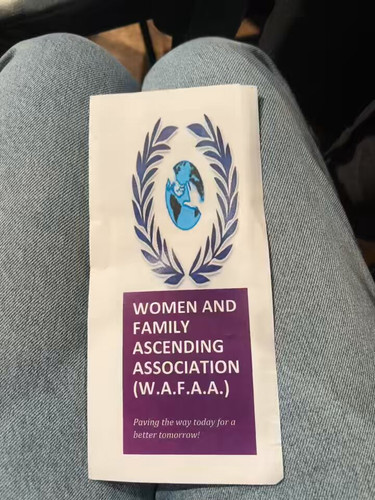 WOMEN AND
FAMILY
ASCENDING
ASSOCIATION
(W.A.F.A.A.)
Paving the way today for a
better tomorrow!